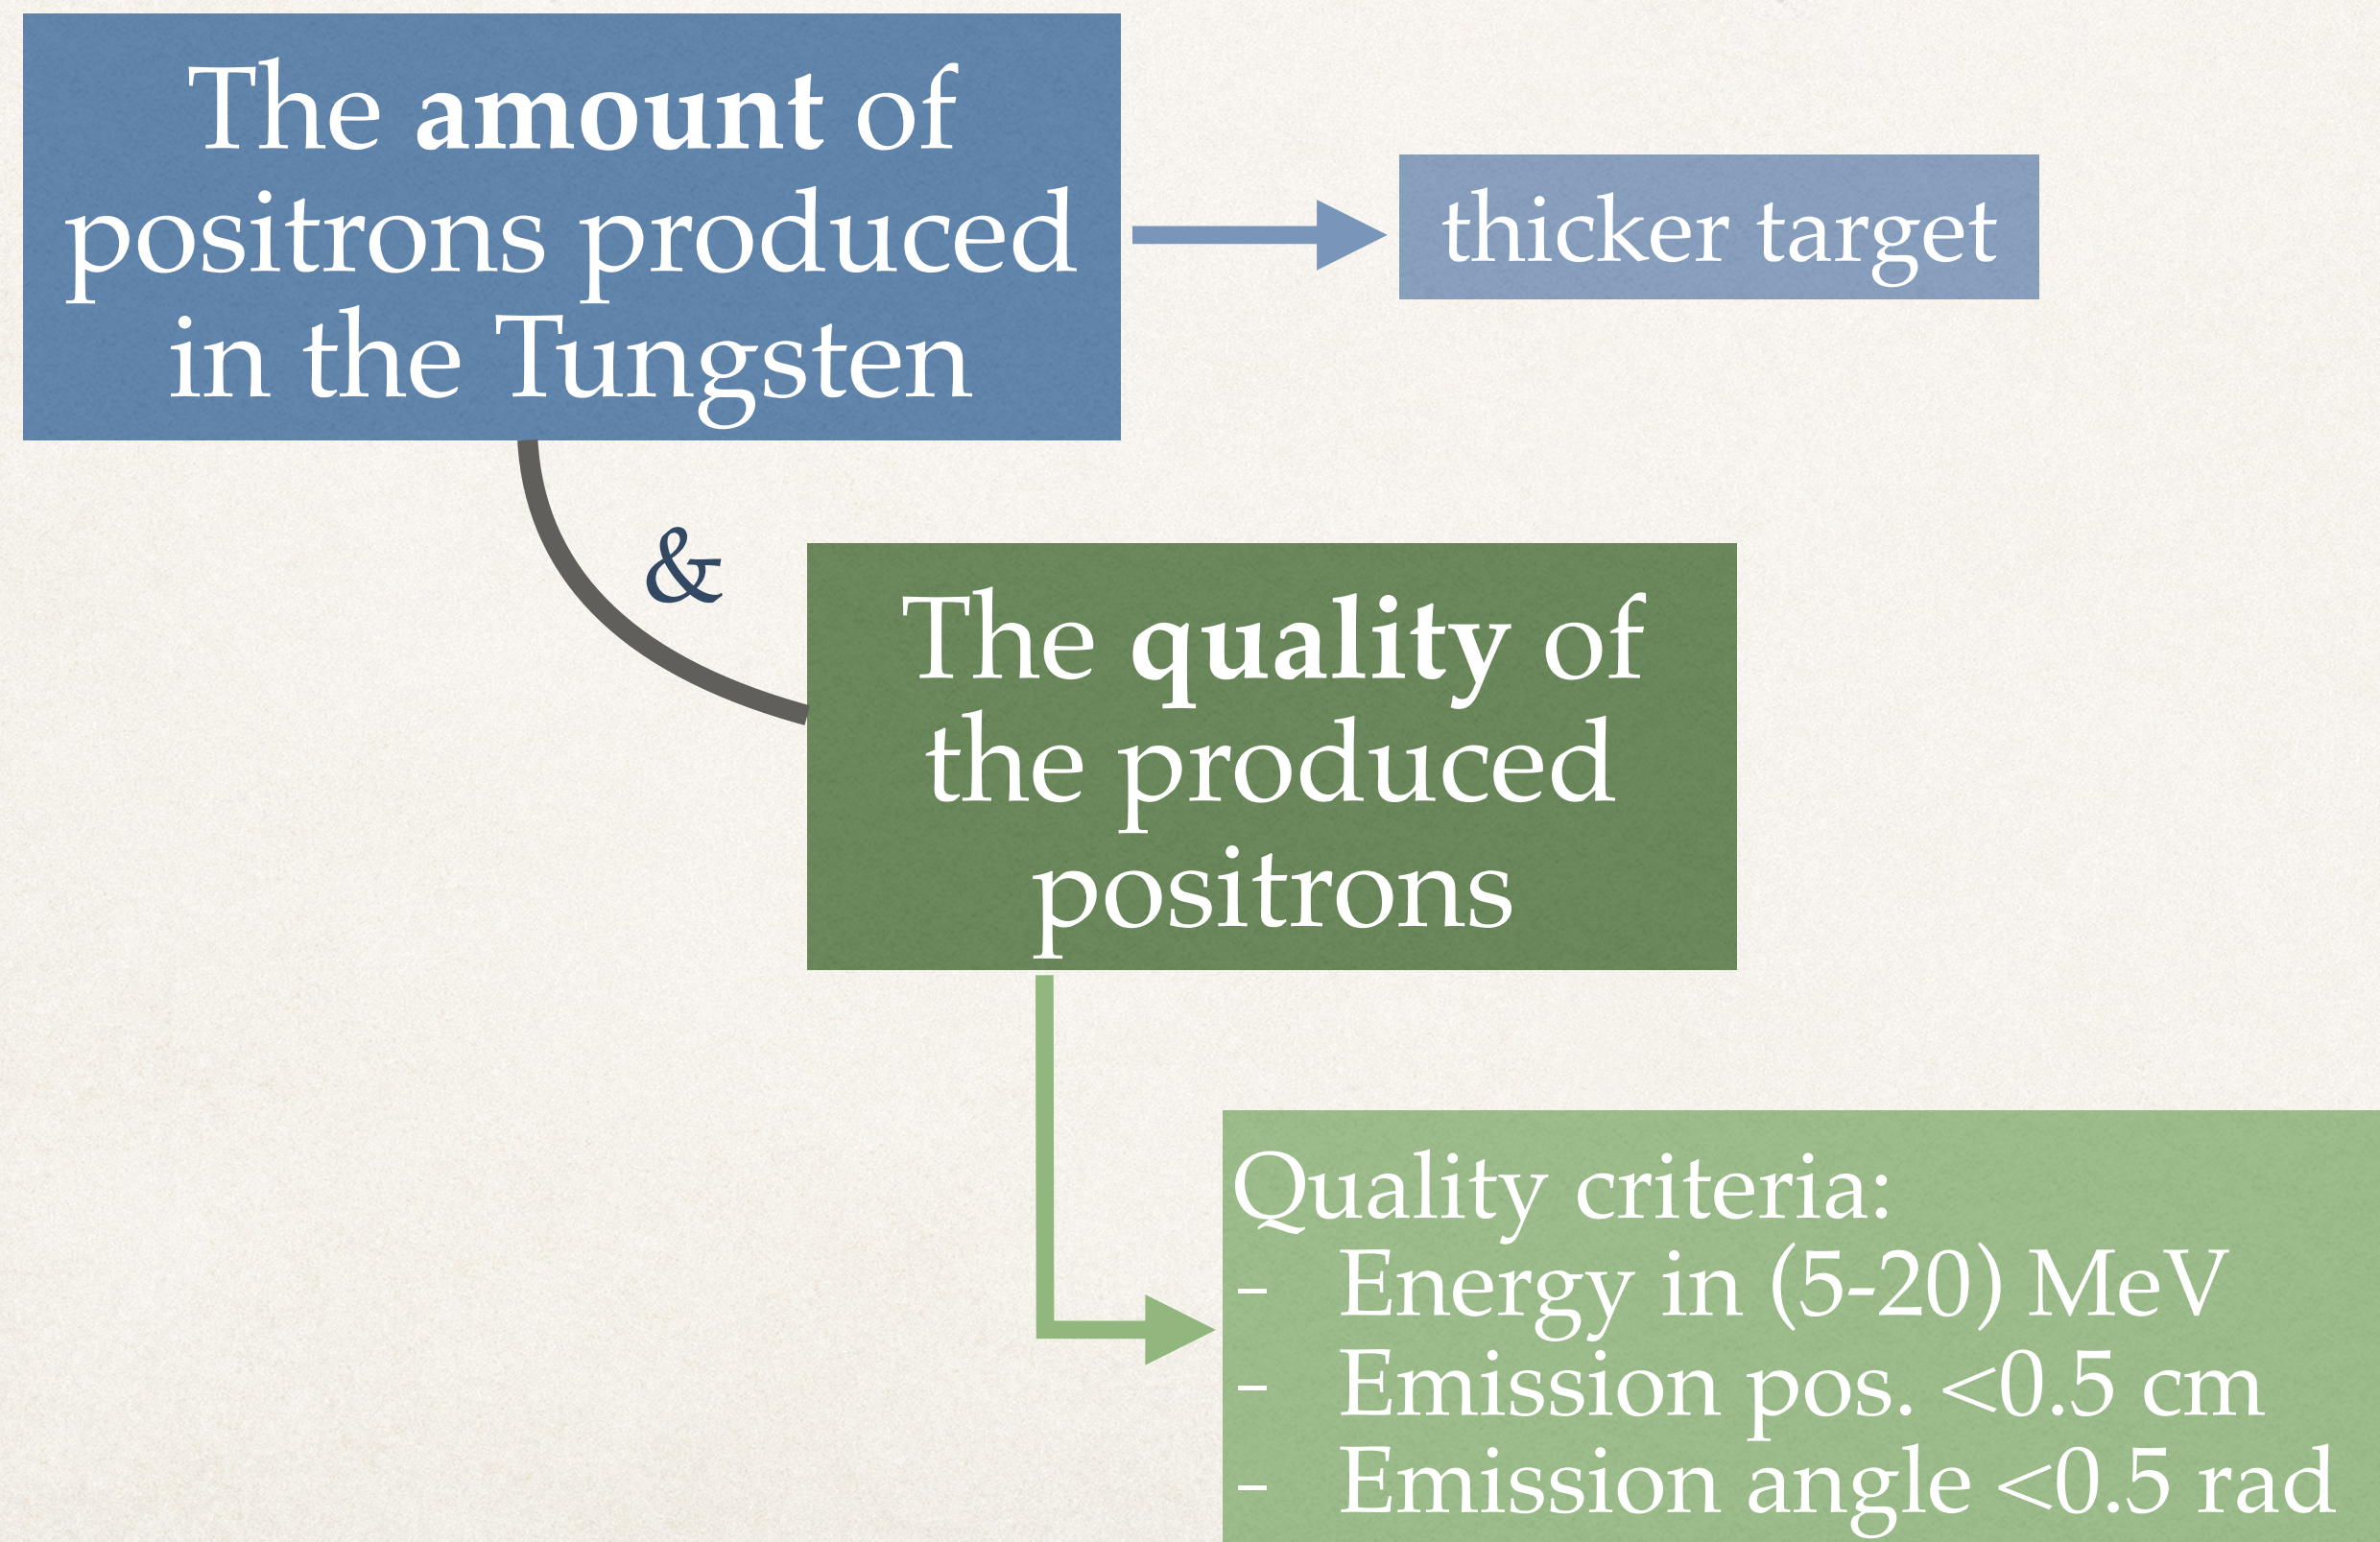 The amount of
positrons produced
in the Tungsten
thicker target
&
The quality of
the produced
positrons
Quality criteria:
- Energy in (5-20) MeV
- Emission pos. <0.5 cm
- Emission angle <0.5 rad